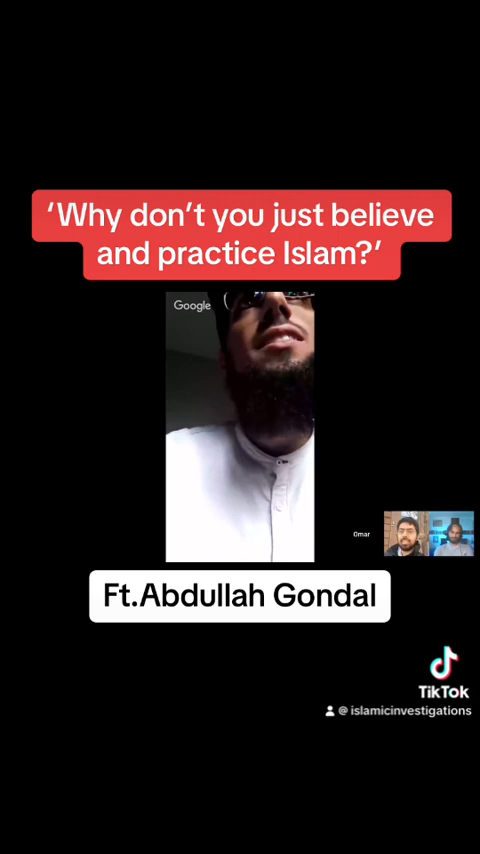 ‘Why don’t you just believe
and practice Islam?’
Google
Omar
Ft.Abdullah Gondal
TikTok
@ islamicinvestigations